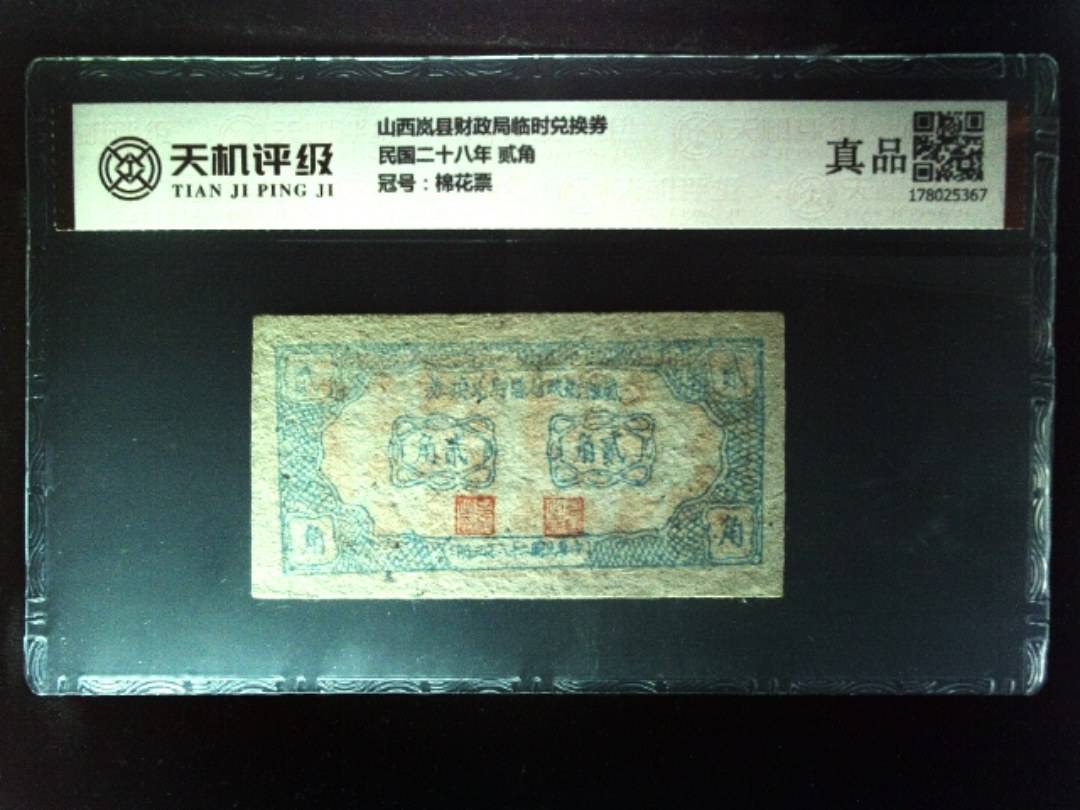 天机评级
TIAN JI PING JI
山西岚县财政局临时兑换券
民国二十八年 贰角
冠号：棉花票
真品
178025367
角贰
角贰
角
角